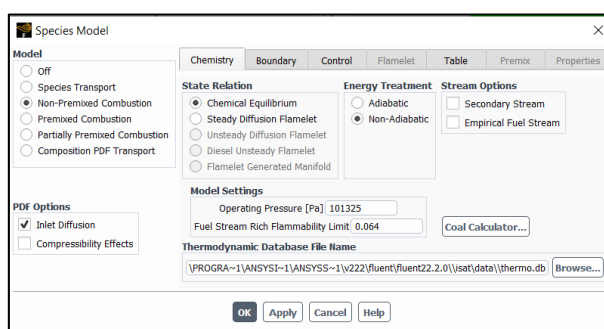 Species Model
Model
Off
Species Transport
Non-Premixed Combustion
Premixed Combustion
Partially Premixed Combustion
Composition PDF Transport
PDF Options
Inlet Diffusion
Compressibility Effects
Chemistry Boundary Control Flamelet Table Premix Properties
State Relation
Chemical Equilibrium
Steady Diffusion Flamelet
Unsteady Diffusion Flamelet
Diesel Unsteady Flamelet
Flamelet Generated Manifold
Energy Treatment
Adiabatic
Non-Adiabatic
Stream Options
Secondary Stream
Empirical Fuel Stream
Model Settings
Operating Pressure [Pa] 101325
Fuel Stream Rich Flammability Limit 0.064
Coal Calculator...
Thermodynamic Database File Name
\PROGRA~1\ANSYSI~1\ANSYSS~1\v222\fluent\fluent22.2.0\\isat\data\\thermo.db Browse...
OK Apply Cancel Help